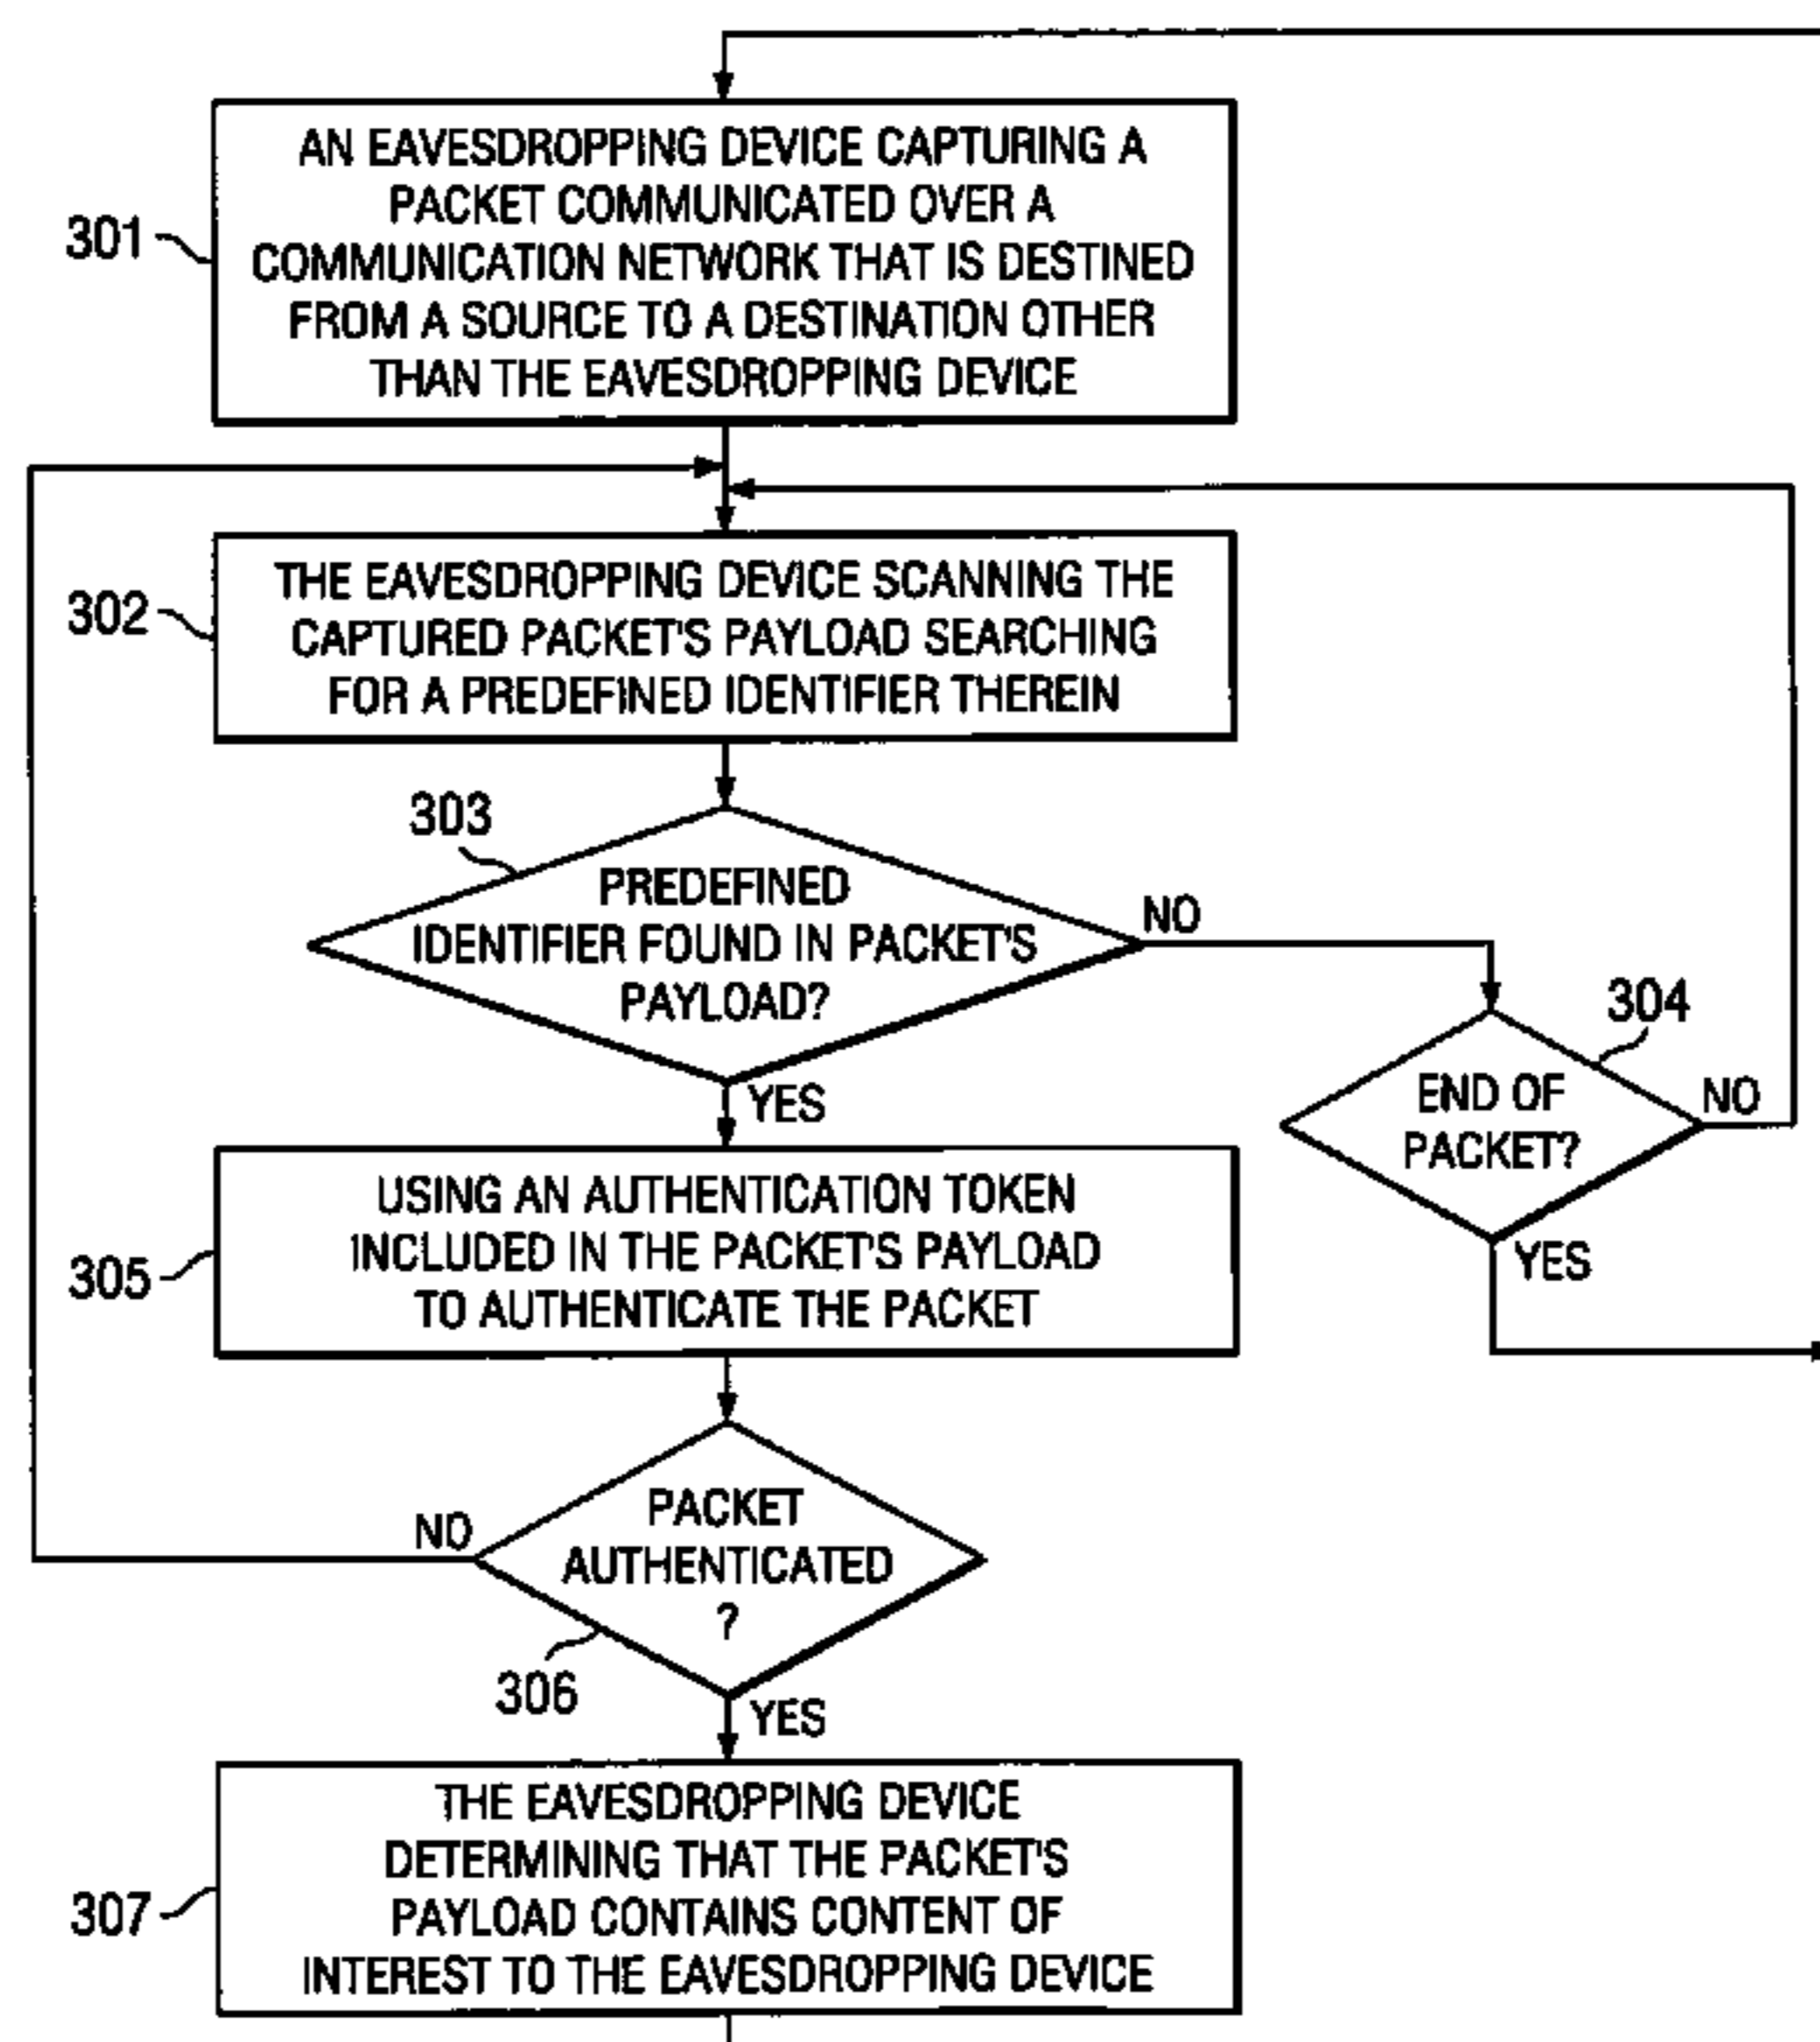 AN EAVESDROPPING DEVICE CAPTURING A
PACKET COMMUNICATED OVER A
COMMUNICATION NETWORK THAT IS DESTINED
FROM A SOURCE TO A DESTINATION OTHER
THAN THE EAVESDROPPING DEVICE
301
THE EAVESDROPPING DEVICE SCANNING THE
CAPTURED PACKET'S PAYLOAD SEARCHING
FOR A PREDEFINED IDENTIFIER THEREIN
302
303
PREDEFINED
IDENTIFIER FOUND IN PACKET'S
PAYLOAD?
NO
YES
304
END OF
PACKET?
NO
YES
USING AN AUTHENTICATION TOKEN
INCLUDED IN THE PACKET'S PAYLOAD
TO AUTHENTICATE THE PACKET
305
PACKET
AUTHENTICATED
?
NO
306
YES
THE EAVESDROPPING DEVICE
DETERMINING THAT THE PACKET'S
PAYLOAD CONTAINS CONTENT OF
INTEREST TO THE EAVESDROPPING DEVICE
307